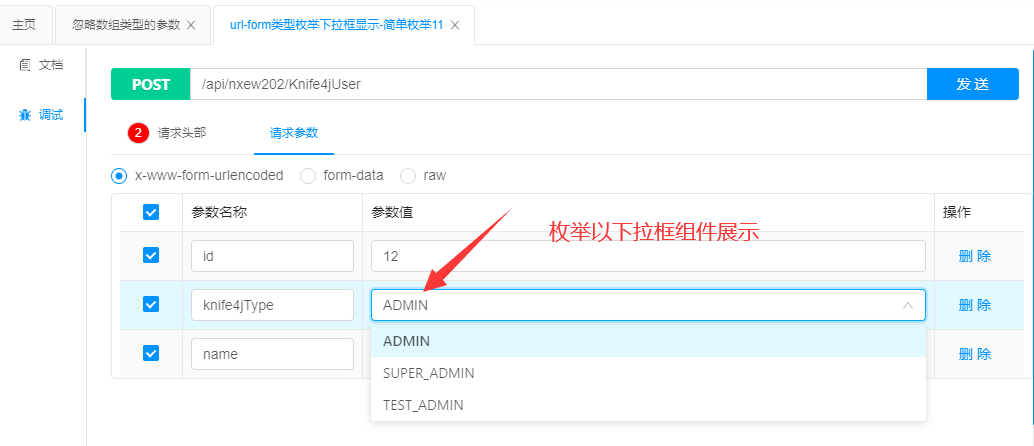 主页
忽略数组类型的参数
url-form类型枚举下拉框显示-简单枚举11
文档
调试
POST /api/nxew202/Knife4jUser 发 送
2 请求头部 请求参数
x-www-form-urlencoded form-data raw
参数名称 参数值 操作
枚举以下拉框组件展示
id 12 删 除
knife4jType ADMIN 删 除
name 删 除
ADMIN
SUPER_ADMIN
TEST_ADMIN